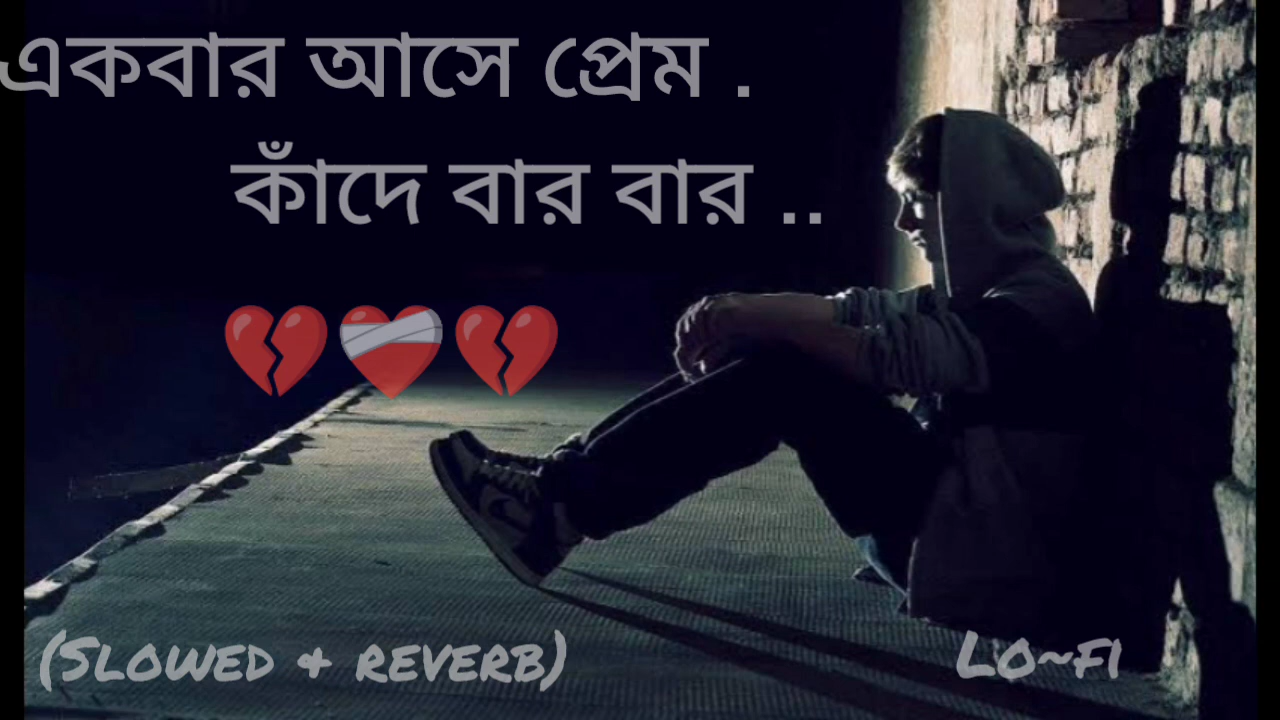 একবার আসে প্রেম .
কাঁদে বার বার ..
(Slowed & reverb)
Lo~fi